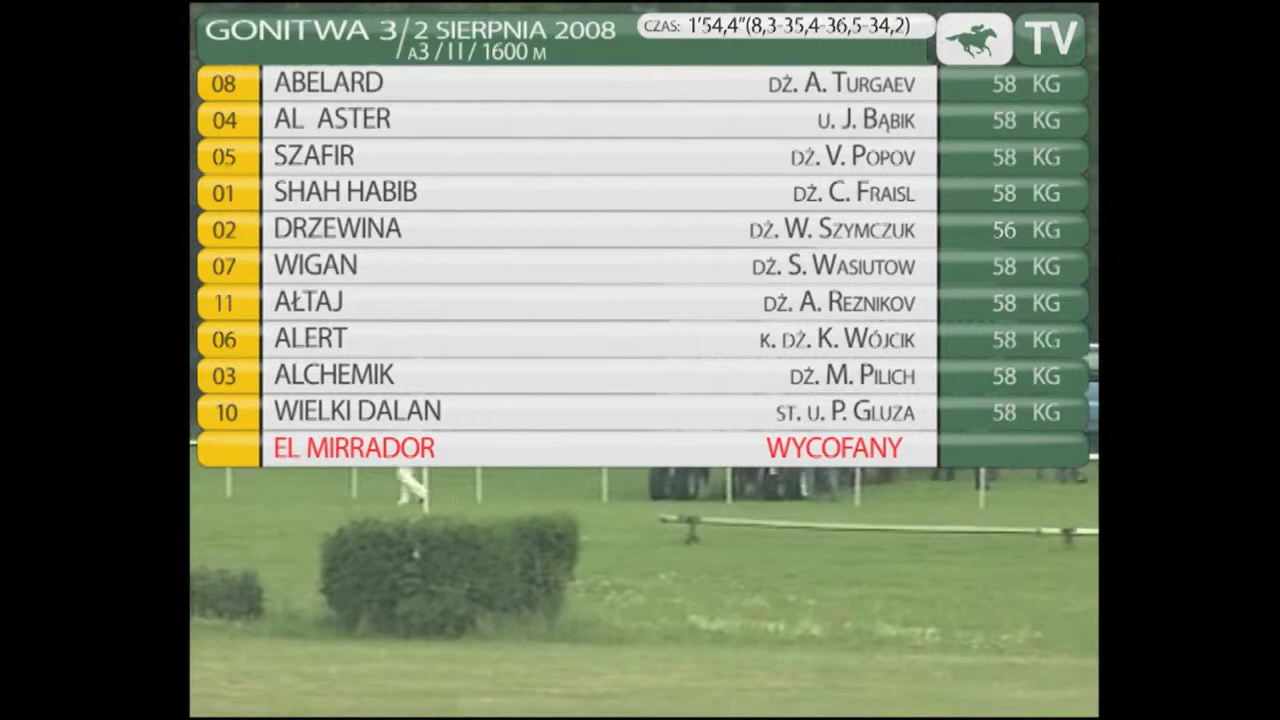 GONITWA 3/2 SIERPNIA 2008 CZAS: 1'54,4"(8,3-35,4-36,5-34,2) TV
A3 /II/ 1600 M
08 ABELARD DŻ. A. TURGAEV 58 KG
04 AL ASTER U. J. BĄBIK 58 KG
05 SZAFIR DŻ. V. POPOV 58 KG
01 SHAH HABIB DŻ. C. FRAISL 58 KG
02 DRZEWINA DŻ. W. SZYMCZUK 56 KG
07 WIGAN DŻ. S. WASIUTOW 58 KG
11 AŁTAJ DŻ. A. REZNIKOV 58 KG
06 ALERT K. DŻ. K. WÓJCIK 58 KG
03 ALCHEMIK DŻ. M. PILICH 58 KG
10 WIELKI DALAN ST. U. P. GLUZA 58 KG
EL MIRRADOR WYCOFANY